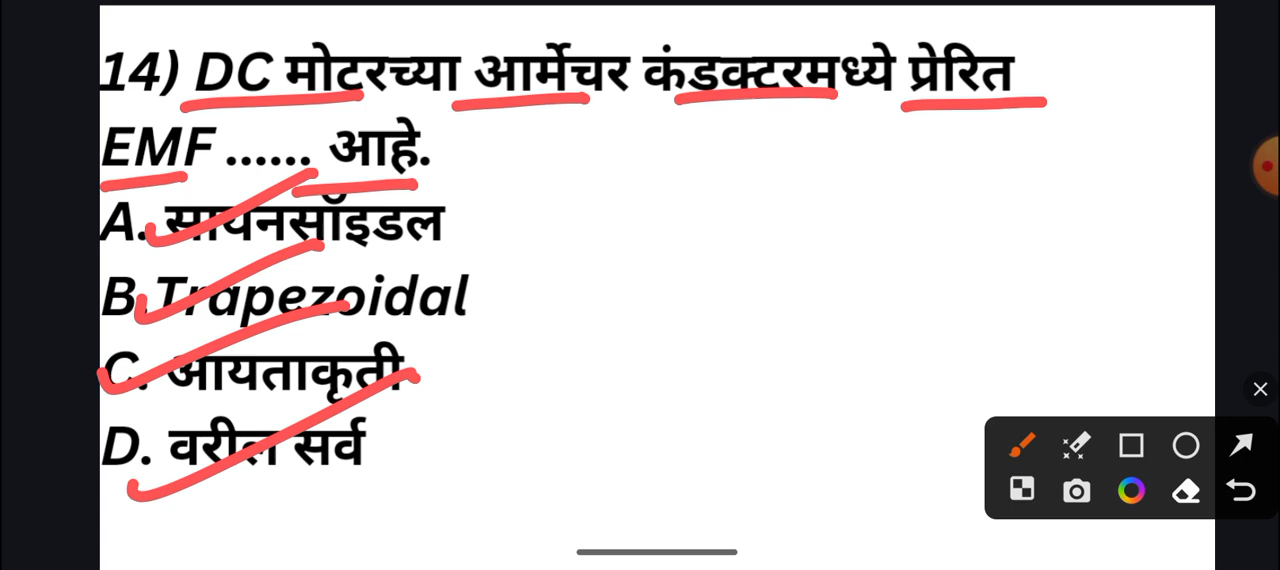 14) DC मोटरच्या आर्मेचर कंडक्टरमध्ये प्रेरित
EMF ...... आहे.
A. सायनसॉइडल
B.Trapezoidal
C. आयताकृती
D. वरील सर्व